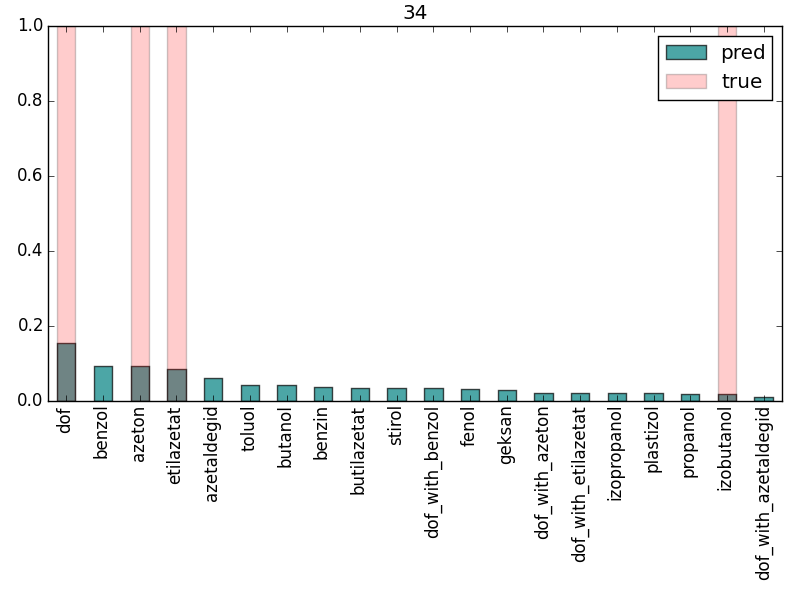 34
1.0
0.8
0.6
0.4
0.2
0.0
pred
true
dof
benzol
azeton
etilazetat
azetaldegid
toluol
butanol
benzin
butilazetat
stirol
dof_with_benzol
fenol
geksan
dof_with_azeton
dof_with_etilazetat
izopropanol
plastizol
propanol
izobutanol
dof_with_azetaldegid